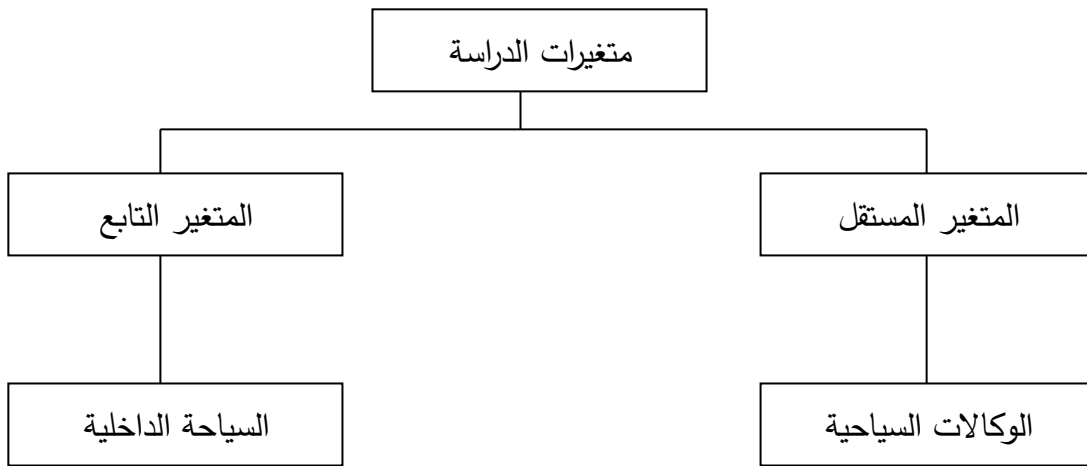 متغيرات الدراسة
المتغير المستقل
المتغير التابع
الوكالات السياحية
السياحة الداخلية